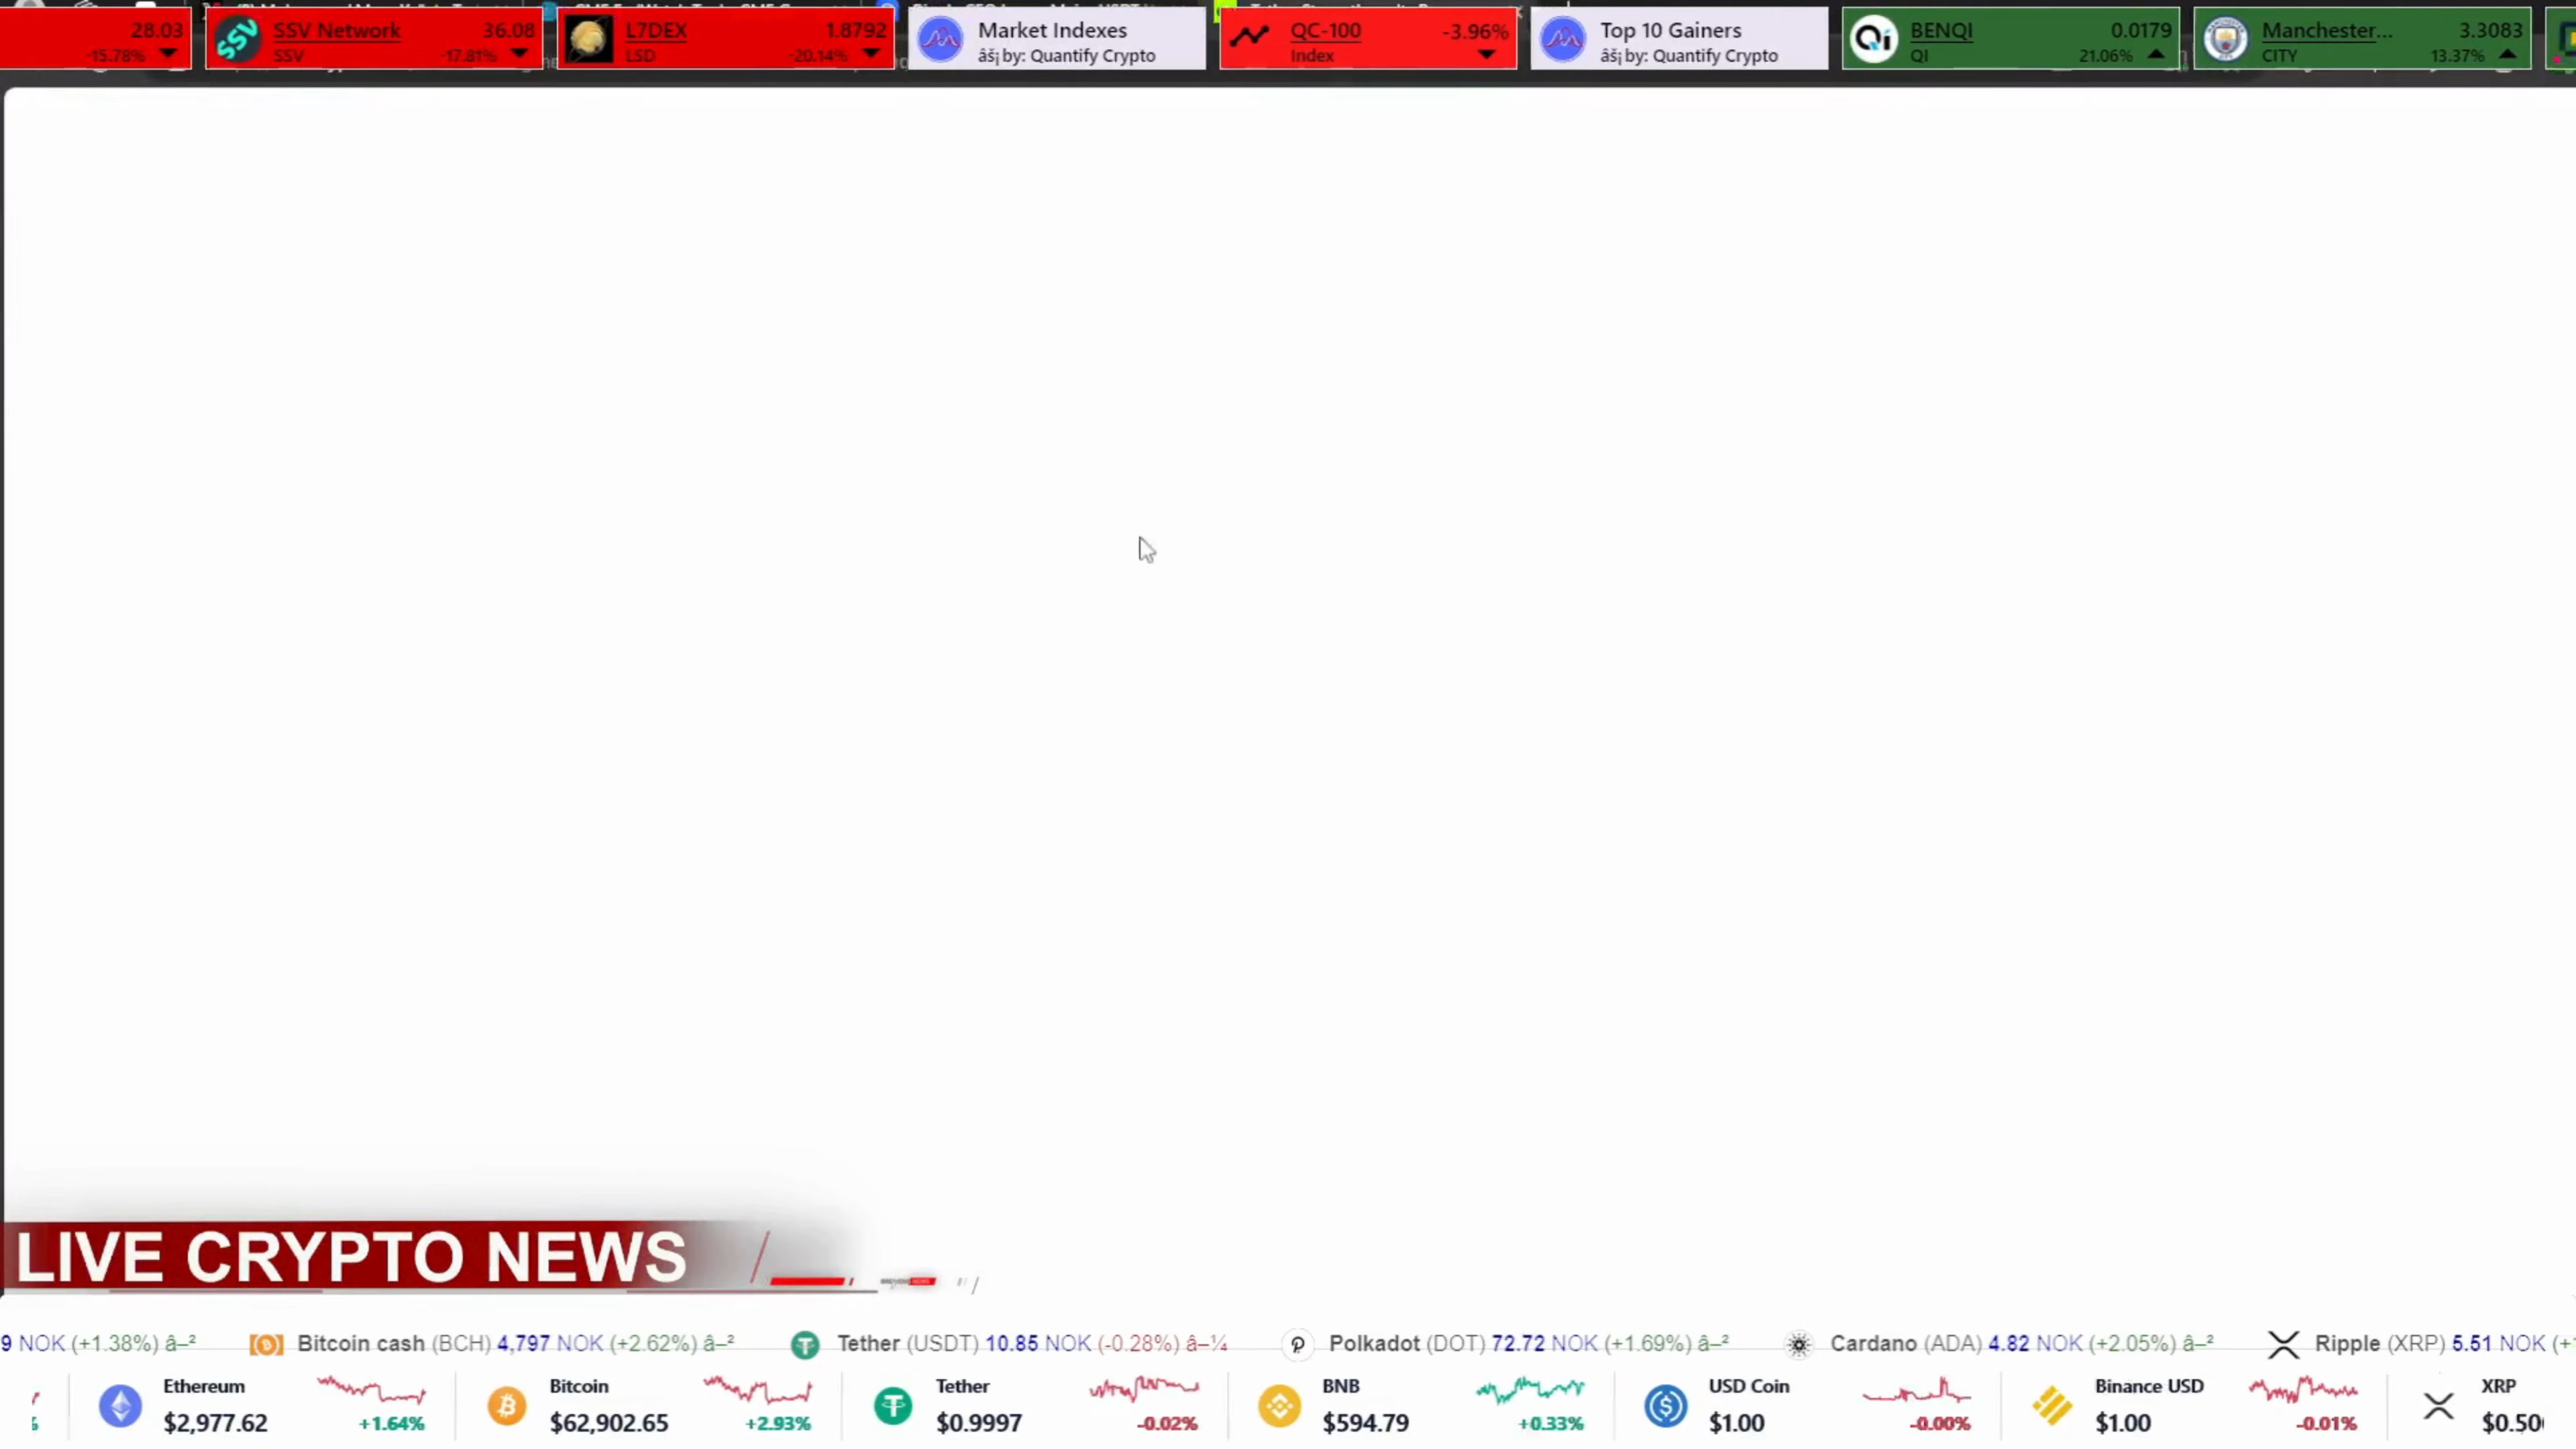 28.03
-15.78%
SSV
SSV Network 36.08
SSV -17.81%
L7DEX 1.8792
LSD -20.14%
Market Indexes
âš¡by: Quantify Crypto
QC-100 -3.96%
Index
Top 10 Gainers
âš¡by: Quantify Crypto
Qi
BENQI 0.0179
QI 21.06%
Manchester... 3.3083
CITY 13.37%
LIVE CRYPTO NEWS
9 NOK (+1.38%) â–² Bitcoin cash (BCH) 4,797 NOK (+2.62%) â–² Tether (USDT) 10.85 NOK (-0.28%) â–¼ Polkadot (DOT) 72.72 NOK (+1.69%) â–² Cardano (ADA) 4.82 NOK (+2.05%) â–² Ripple (XRP) 5.51 NOK
Ethereum Bitcoin Tether BNB USD Coin Binance USD XRP
$2,977.62 +1.64% $62,902.65 +2.93% $0.9997 -0.02% $594.79 +0.33% $1.00 -0.00% $1.00 -0.01% $0.50